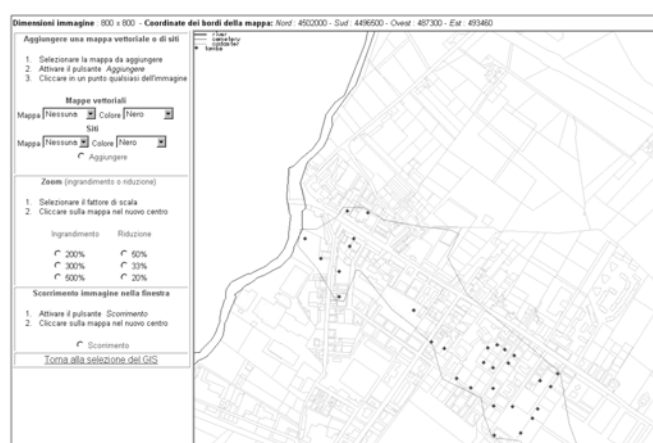 Dimensioni immagine : 800 x 800 - Coordinate dei bordi della mappa: Nord : 4502000 - Sud : 4496500 - Ovest : 487300 - Est : 493460
Aggiungere una mappa vettoriale o di siti
1. Selezionare la mappa da aggiungere
2. Attivare il pulsante Aggiungere
3. Cliccare in un punto qualsiasi dell'immagine
Mappe vettoriali
Mappa Nessuna Colore Nero
Siti
Mappa Nessuna Colore Nero
Aggiungere
Zoom (ingrandimento o riduzione)
1. Selezionare il fattore di scala
2. Cliccare sulla mappa nel nuovo centro
Ingrandimento Riduzione
200% 50%
300% 33%
500% 20%
Scorrimento immagine nella finestra
1. Attivare il pulsante Scorrimento
2. Cliccare sulla mappa nel nuovo centro
Scorrimento
Torna alla selezione del GIS
river
cemetery
cadaster
tombs